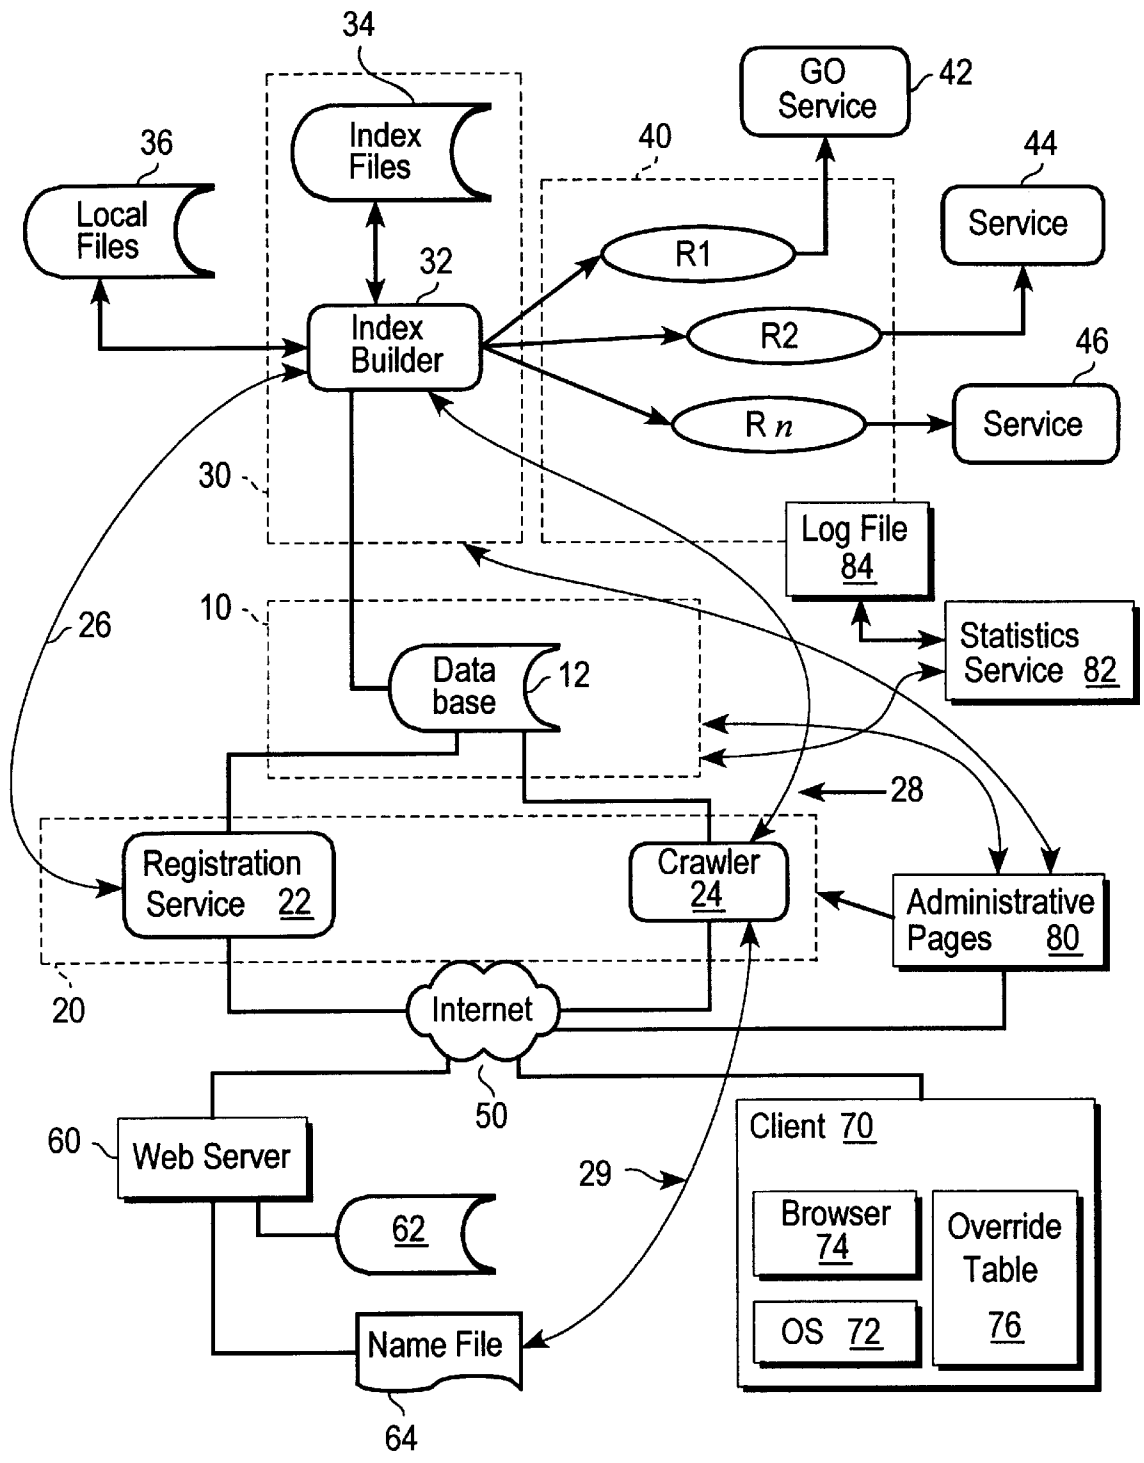 34
GO
Service
42
36
Index
Files
40
44
Local
Files
Service
R1
32
Index
Builder
R2
46
R n
Service
30
Log File
84
10
26
Statistics
Service 82
Data
base
12
28
Registration
Service 22
Crawler
24
Administrative
Pages 80
20
Internet
50
60
Web Server
Client 70
29
62
Browser
74
Override
Table
76
OS 72
Name File
64